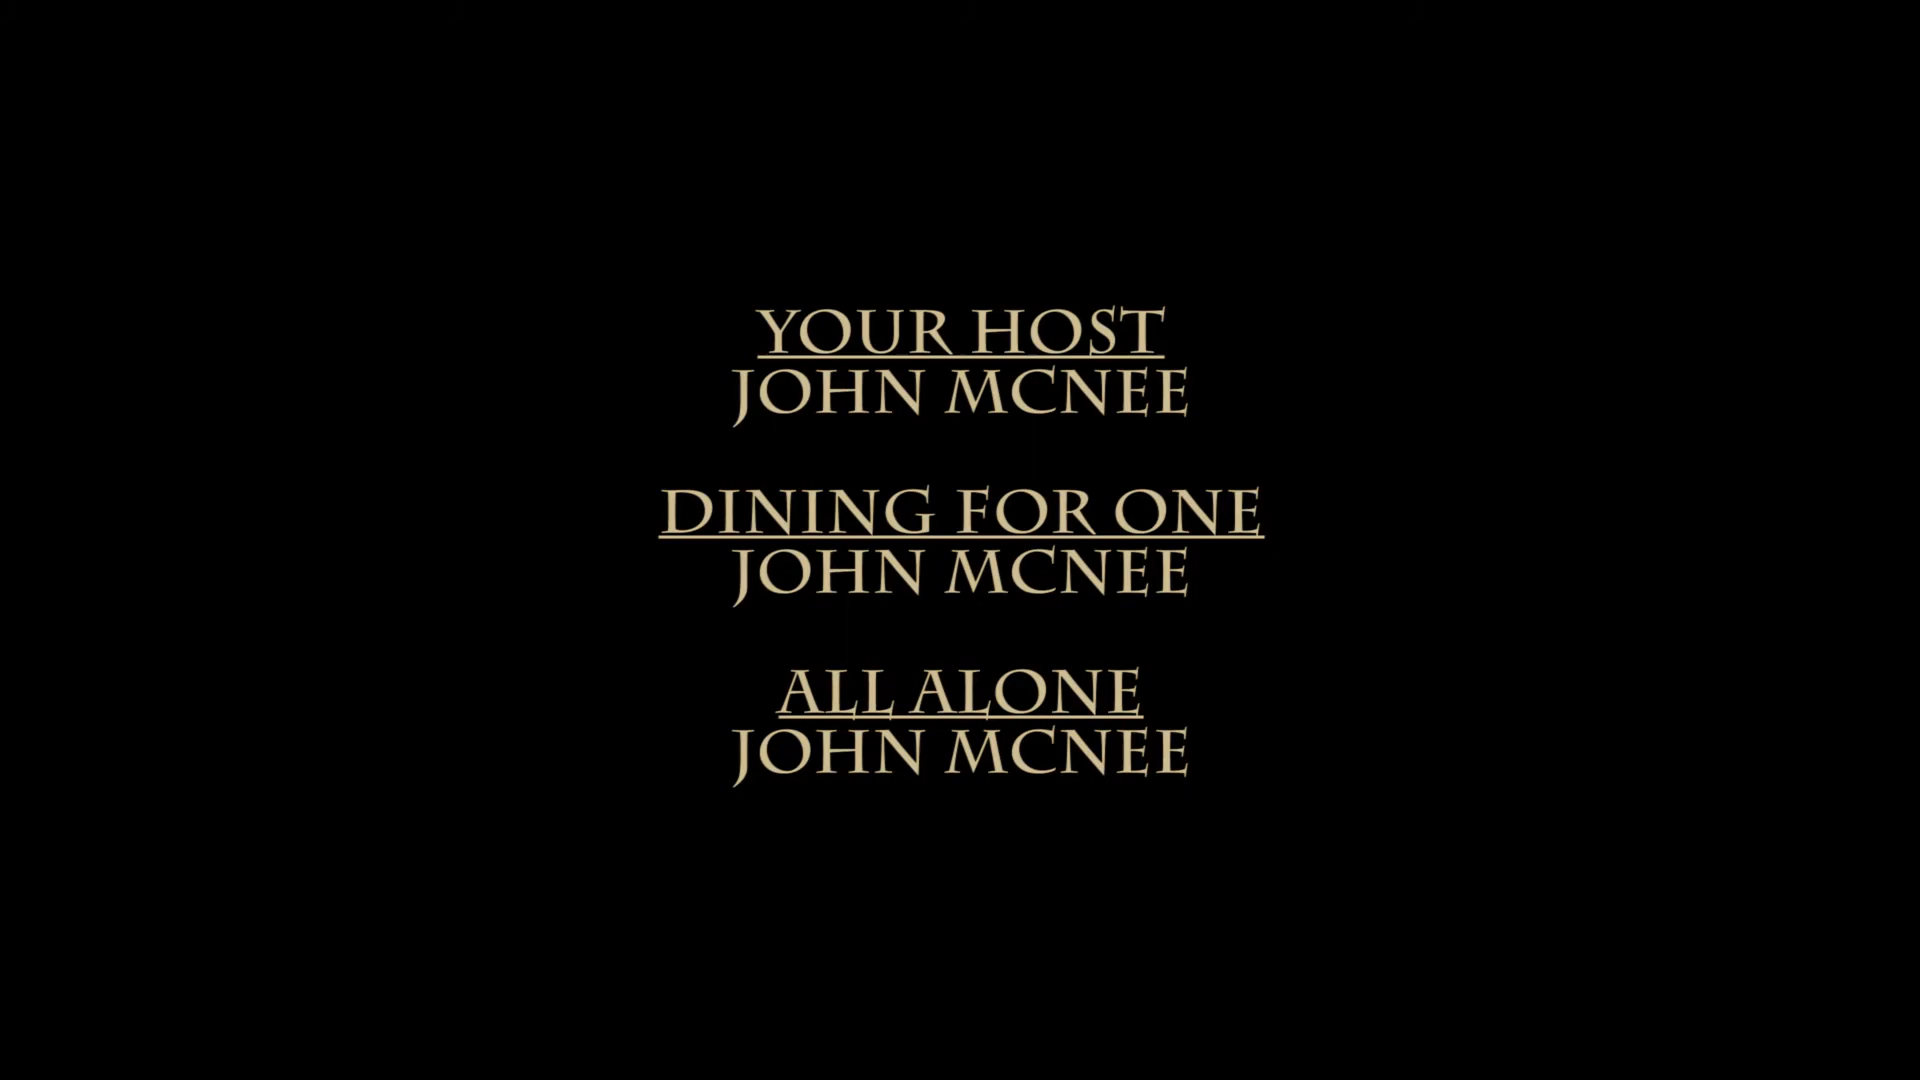 YOUR HOST
JOHN MCNEE
DINING FOR ONE
JOHN MCNEE
ALL ALONE
JOHN MCNEE